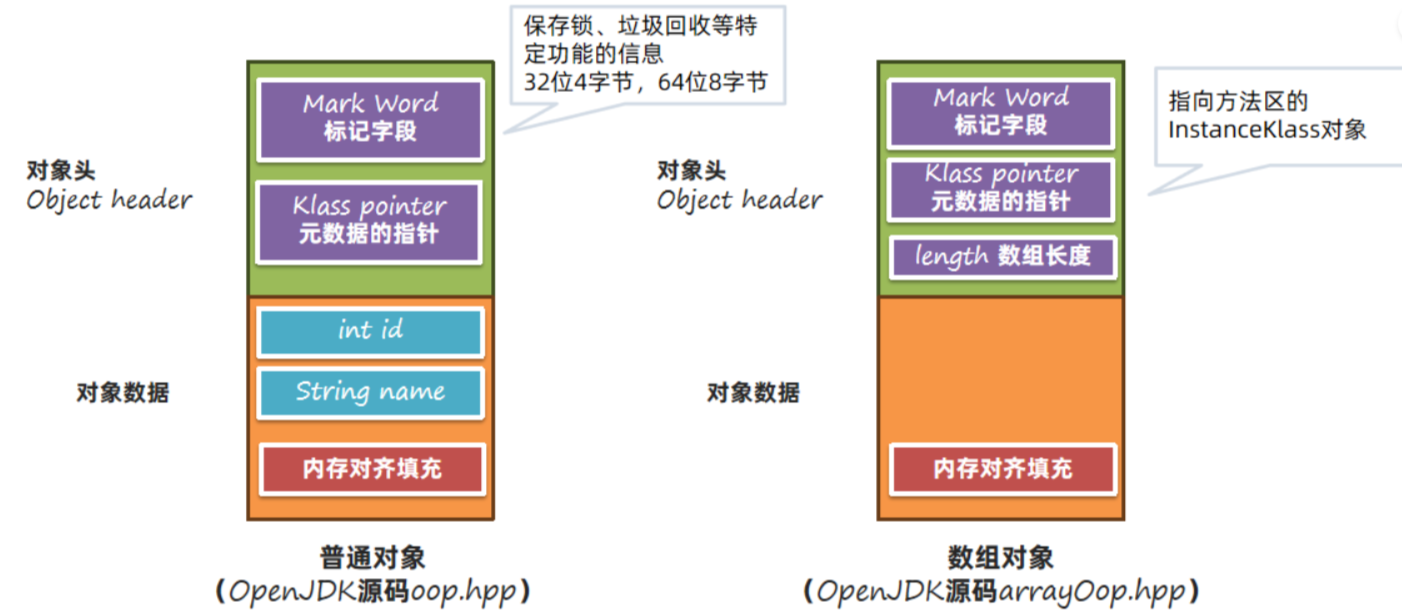 保存锁、垃圾回收等特
定功能的信息
32位4字节，64位8字节
对象头
Object header
Mark Word
标记字段
Klass pointer
元数据的指针
对象数据
int id
String name
内存对齐填充
普通对象
（OpenJDK源码oop.hpp）
指向方法区的
InstanceKlass对象
对象头
Object header
Mark Word
标记字段
Klass pointer
元数据的指针
length 数组长度
对象数据
内存对齐填充
数组对象
（OpenJDK源码arrayOop.hpp）